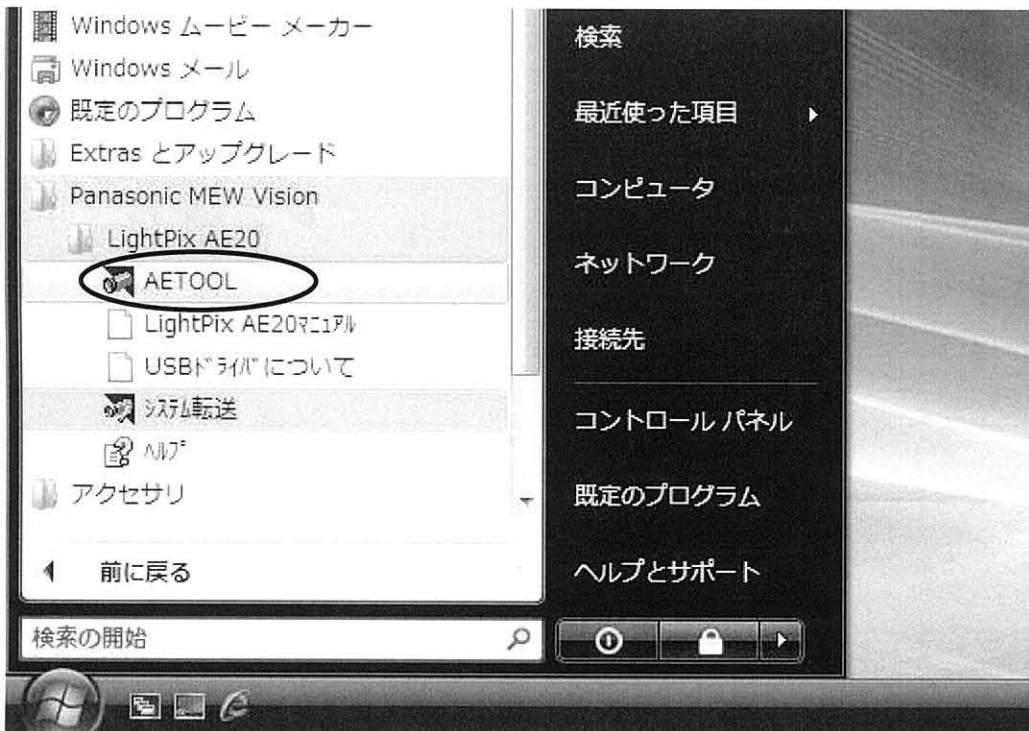 Windows ムービー メーカー
Windows メール
既定のプログラム
Extras とアップグレード
Panasonic MEW Vision
LightPix AE20
AETOOL
LightPix AE20ﾏﾆｭｱﾙ
USBﾄﾞﾗｲﾊﾞについて
ｼｽﾃﾑ転送
ﾍﾙﾌﾟ
アクセサリ
前に戻る
検索の開始
検索
最近使った項目
コンピュータ
ネットワーク
接続先
コントロール パネル
既定のプログラム
ヘルプとサポート